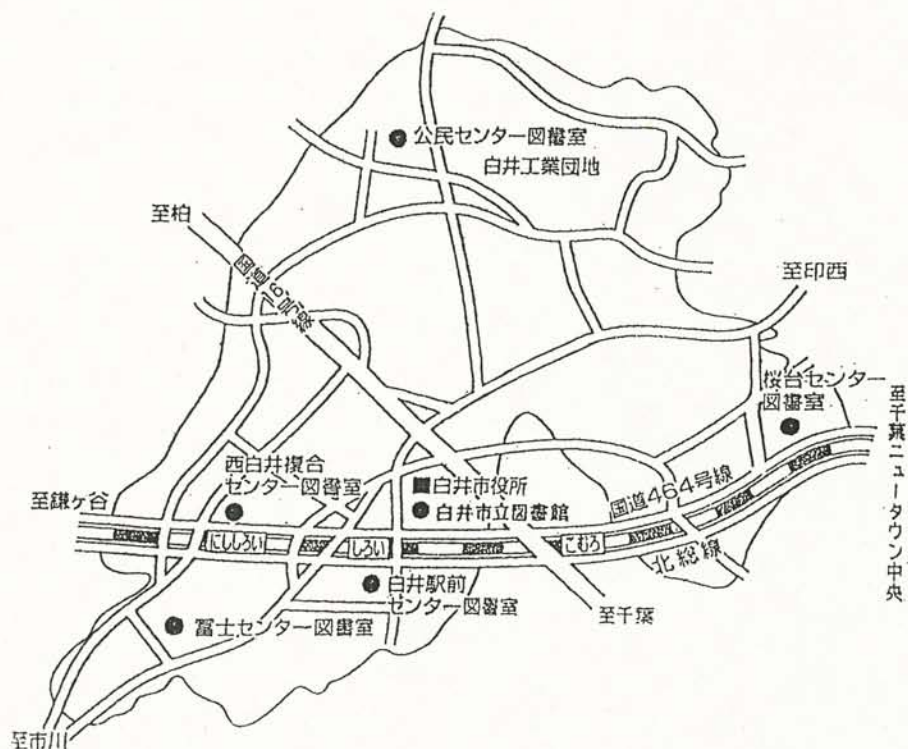 公民センター図書室
白井工業団地
至柏
国道16号線
至印西
桜台センター
図書室
至千葉ニュータウン中央
西白井複合
センター図書室
白井市役所
白井市立図書館
国道464号線
至鎌ヶ谷
にししろい
しろい
こむろ
北総線
白井駅前
センター図書室
至千葉
冨士センター図書室
至市川